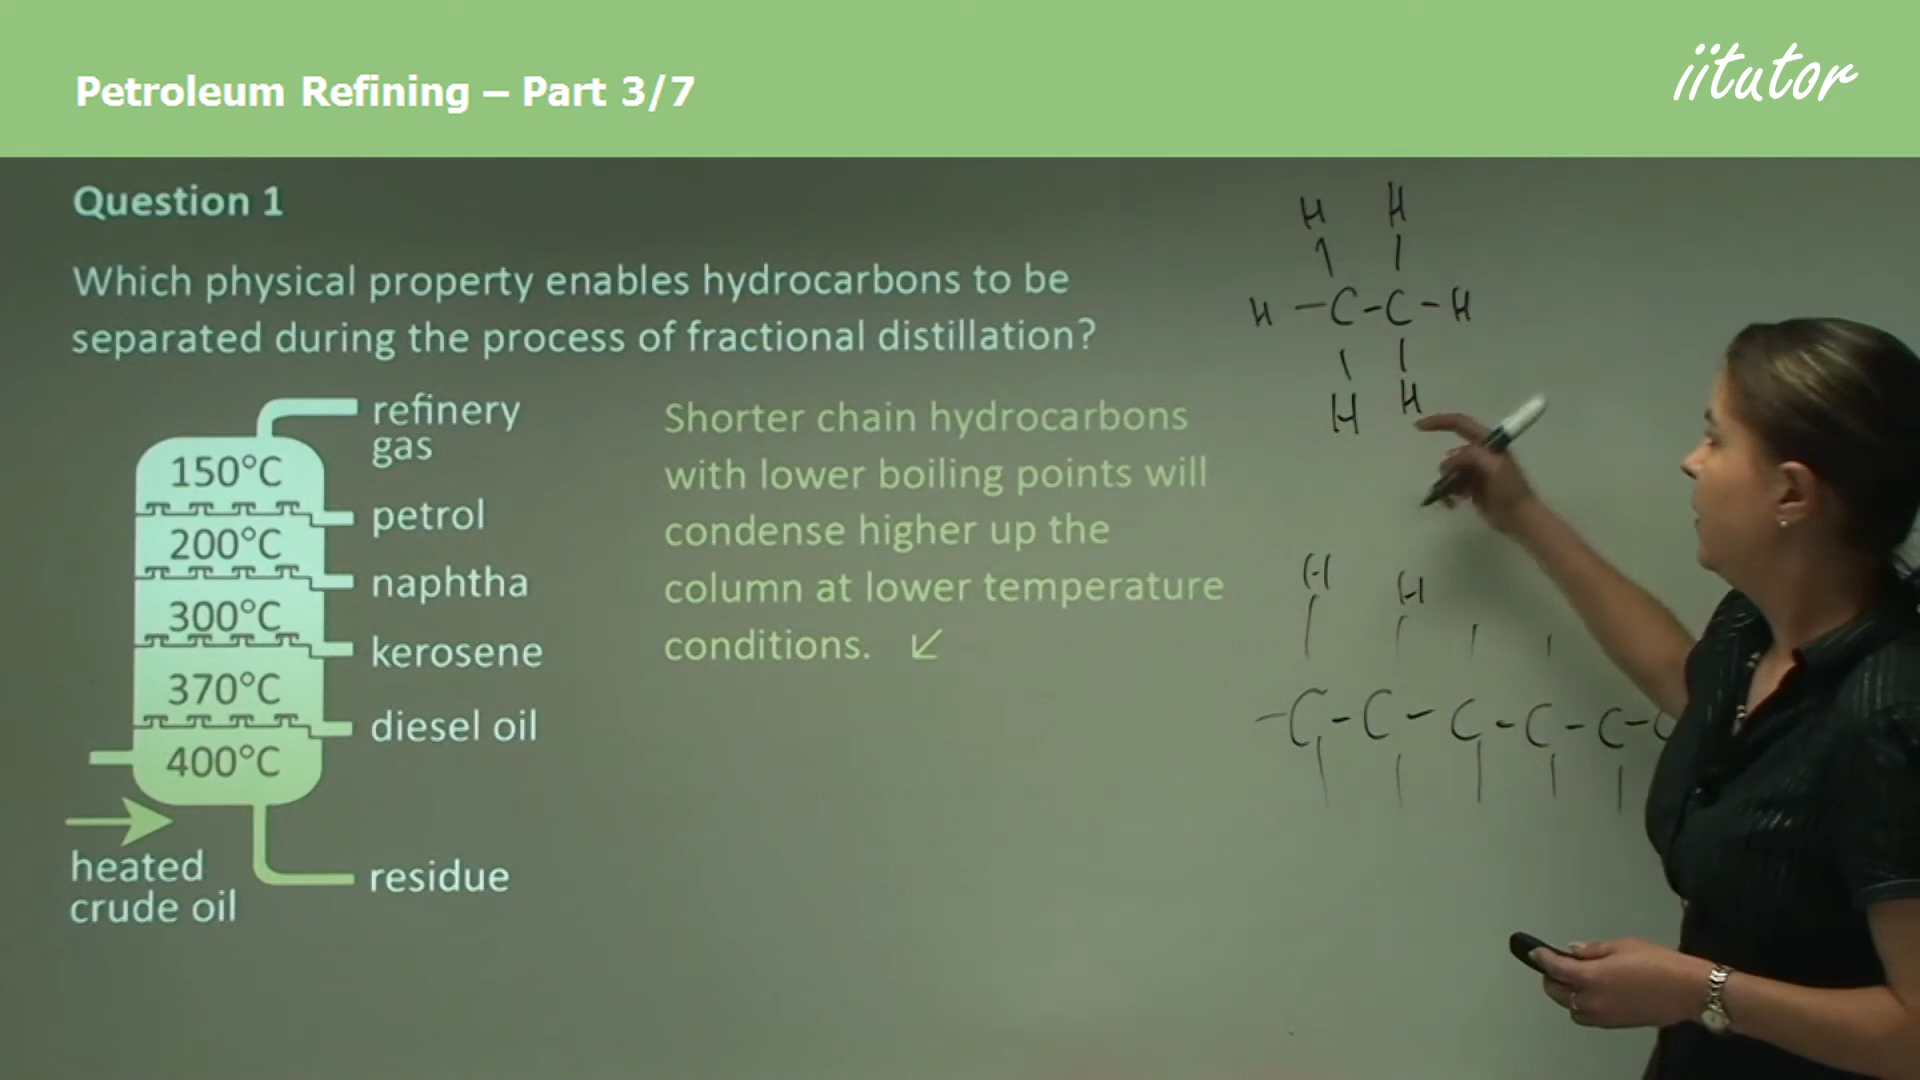 Petroleum Refining – Part 3/7
iitutor
Question 1
Which physical property enables hydrocarbons to be
separated during the process of fractional distillation?
refinery
gas
150°C
petrol
200°C
naphtha
300°C
kerosene
370°C
diesel oil
400°C
heated
crude oil
residue
Shorter chain hydrocarbons
with lower boiling points will
condense higher up the
column at lower temperature
conditions. ↙
H H
H – C – C – H
H H
H H
– C – C – C – C – C – C